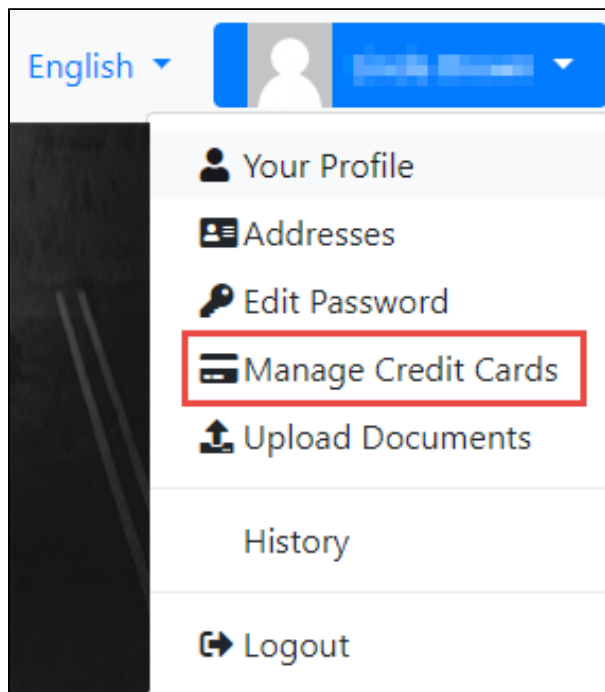 English
Your Profile
Addresses
Edit Password
Manage Credit Cards
Upload Documents
History
Logout